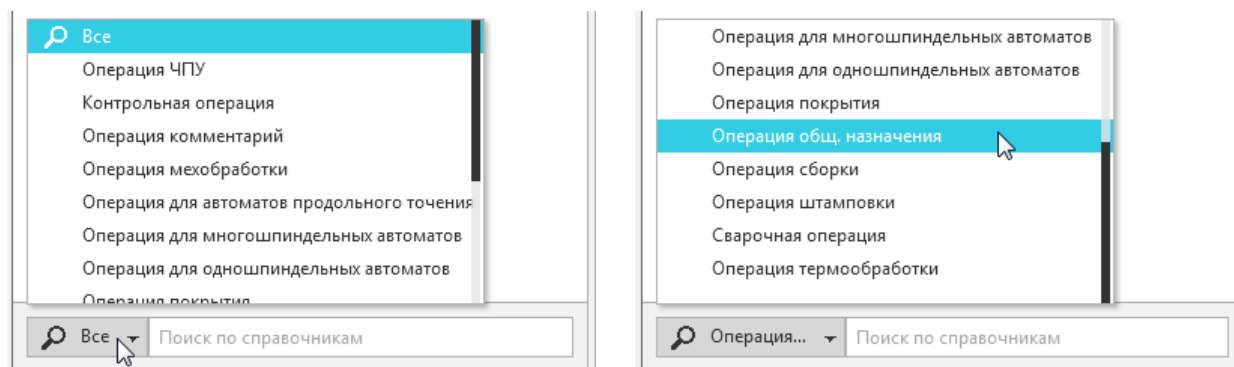 Все
Операция ЧПУ
Контрольная операция
Операция комментарий
Операция мехобработки
Операция для автоматов продольного точения
Операция для многошпиндельных автоматов
Операция для одношпиндельных автоматов
Операция покрытия
Все
Поиск по справочникам
Операция для многошпиндельных автоматов
Операция для одношпиндельных автоматов
Операция покрытия
Операция общ. назначения
Операция сборки
Операция штамповки
Сварочная операция
Операция термообработки
Операция...
Поиск по справочникам